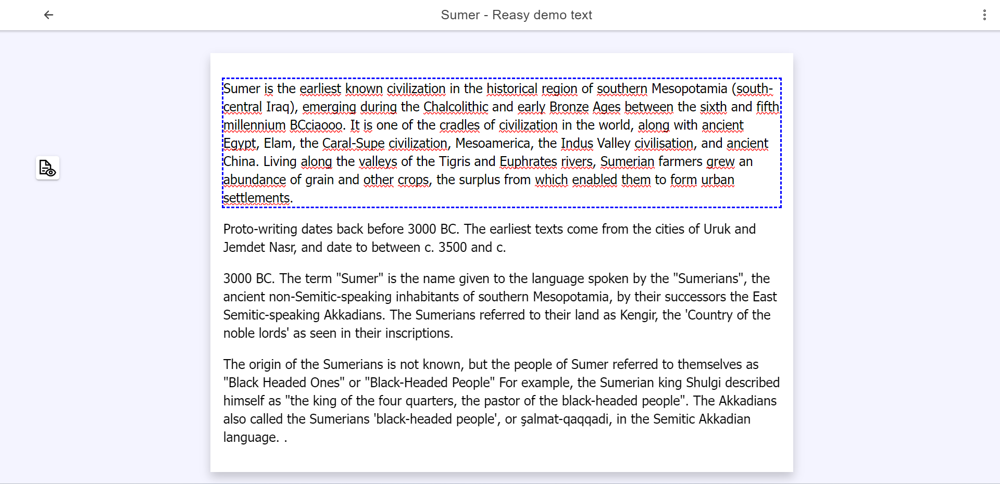 Sumer - Reasy demo text
Sumer is the earliest known civilization in the historical region of southern Mesopotamia (south-
central Iraq), emerging during the Chalcolithic and early Bronze Ages between the sixth and fifth
millennium BCciaooo. It is one of the cradles of civilization in the world, along with ancient
Egypt, Elam, the Caral-Supe civilization, Mesoamerica, the Indus Valley civilisation, and ancient
China. Living along the valleys of the Tigris and Euphrates rivers, Sumerian farmers grew an
abundance of grain and other crops, the surplus from which enabled them to form urban
settlements.
Proto-writing dates back before 3000 BC. The earliest texts come from the cities of Uruk and
Jemdet Nasr, and date to between c. 3500 and c.
3000 BC. The term "Sumer" is the name given to the language spoken by the "Sumerians", the
ancient non-Semitic-speaking inhabitants of southern Mesopotamia, by their successors the East
Semitic-speaking Akkadians. The Sumerians referred to their land as Kengir, the 'Country of the
noble lords' as seen in their inscriptions.
The origin of the Sumerians is not known, but the people of Sumer referred to themselves as
"Black Headed Ones" or "Black-Headed People" For example, the Sumerian king Shulgi described
himself as "the king of the four quarters, the pastor of the black-headed people". The Akkadians
also called the Sumerians 'black-headed people', or şalmat-qaqqadi, in the Semitic Akkadian
language. .